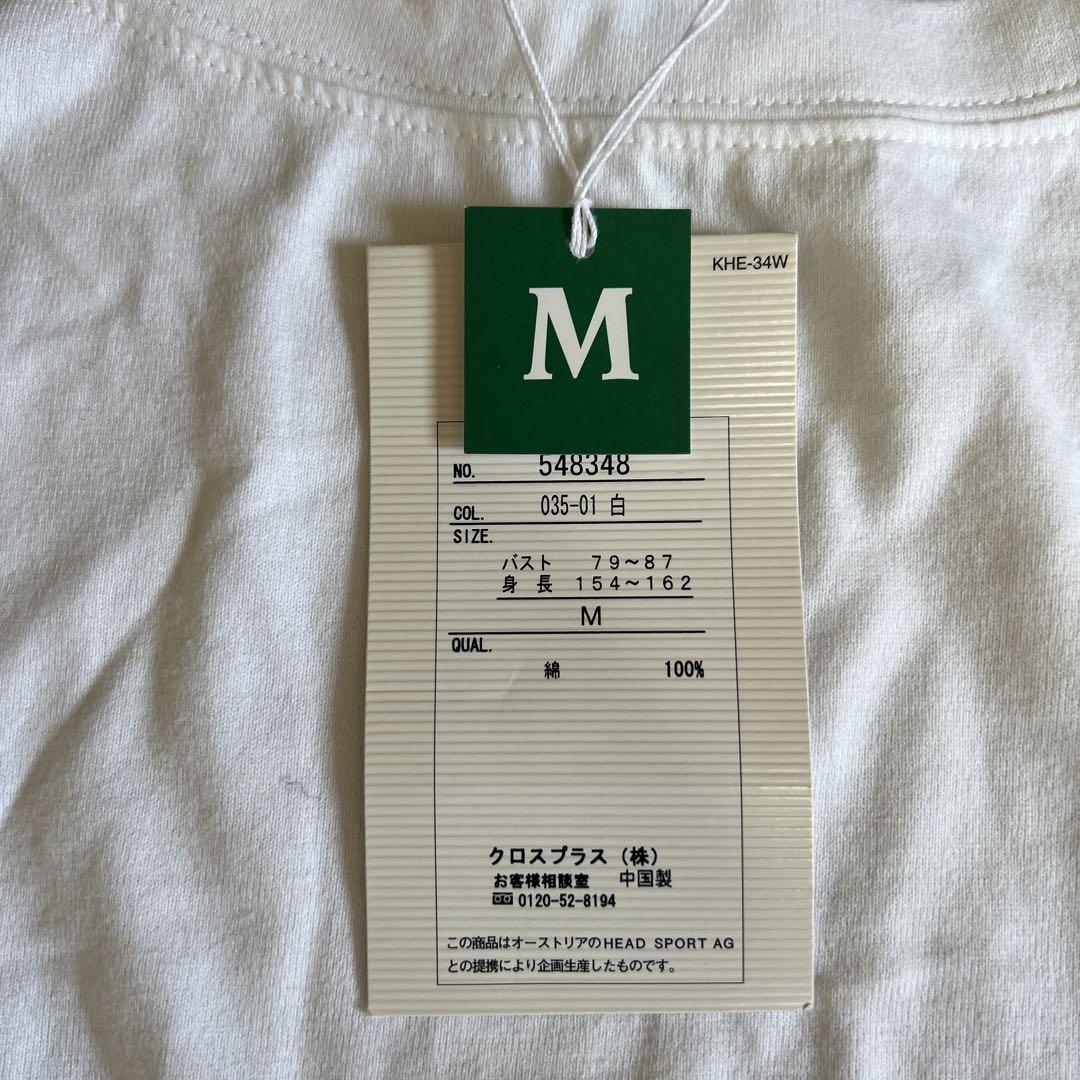 KHE-34W
M
NO. 548348
COL. 035-01 白
SIZE.
バスト 79～87
身長 154～162
M
QUAL.
綿 100%
クロスプラス(株)
お客様相談室 中国製
0120-52-8194
この商品はオーストリアのHEAD SPORT AG
との提携により企画生産したものです。